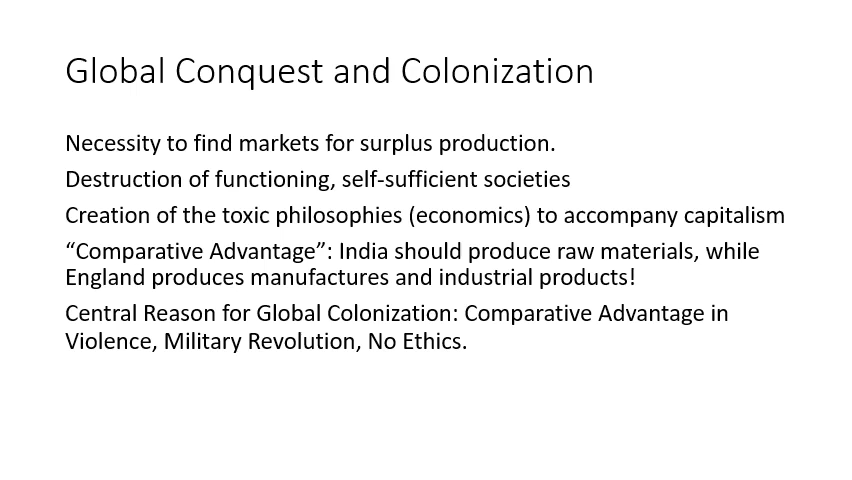 Global Conquest and Colonization
Necessity to find markets for surplus production.
Destruction of functioning, self-sufficient societies
Creation of the toxic philosophies (economics) to accompany capitalism
“Comparative Advantage”: India should produce raw materials, while
England produces manufactures and industrial products!
Central Reason for Global Colonization: Comparative Advantage in
Violence, Military Revolution, No Ethics.